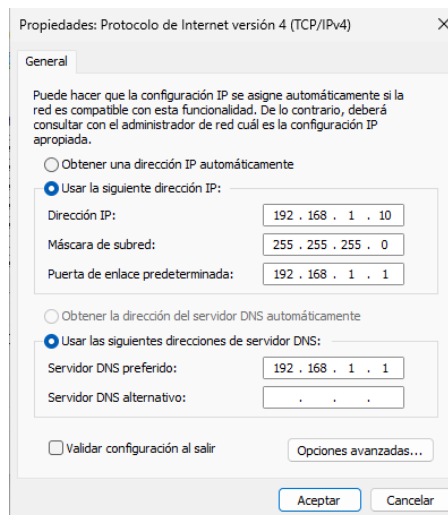 Propiedades: Protocolo de Internet versión 4 (TCP/IPv4)
General
Puede hacer que la configuración IP se asigne automáticamente si la
red es compatible con esta funcionalidad. De lo contrario, deberá
consultar con el administrador de red cuál es la configuración IP
apropiada.
Obtener una dirección IP automáticamente
Usar la siguiente dirección IP:
Dirección IP: 192 . 168 . 1 . 10
Máscara de subred: 255 . 255 . 255 . 0
Puerta de enlace predeterminada: 192 . 168 . 1 . 1
Obtener la dirección del servidor DNS automáticamente
Usar las siguientes direcciones de servidor DNS:
Servidor DNS preferido: 192 . 168 . 1 . 1
Servidor DNS alternativo: . . .
Validar configuración al salir Opciones avanzadas...
Aceptar Cancelar